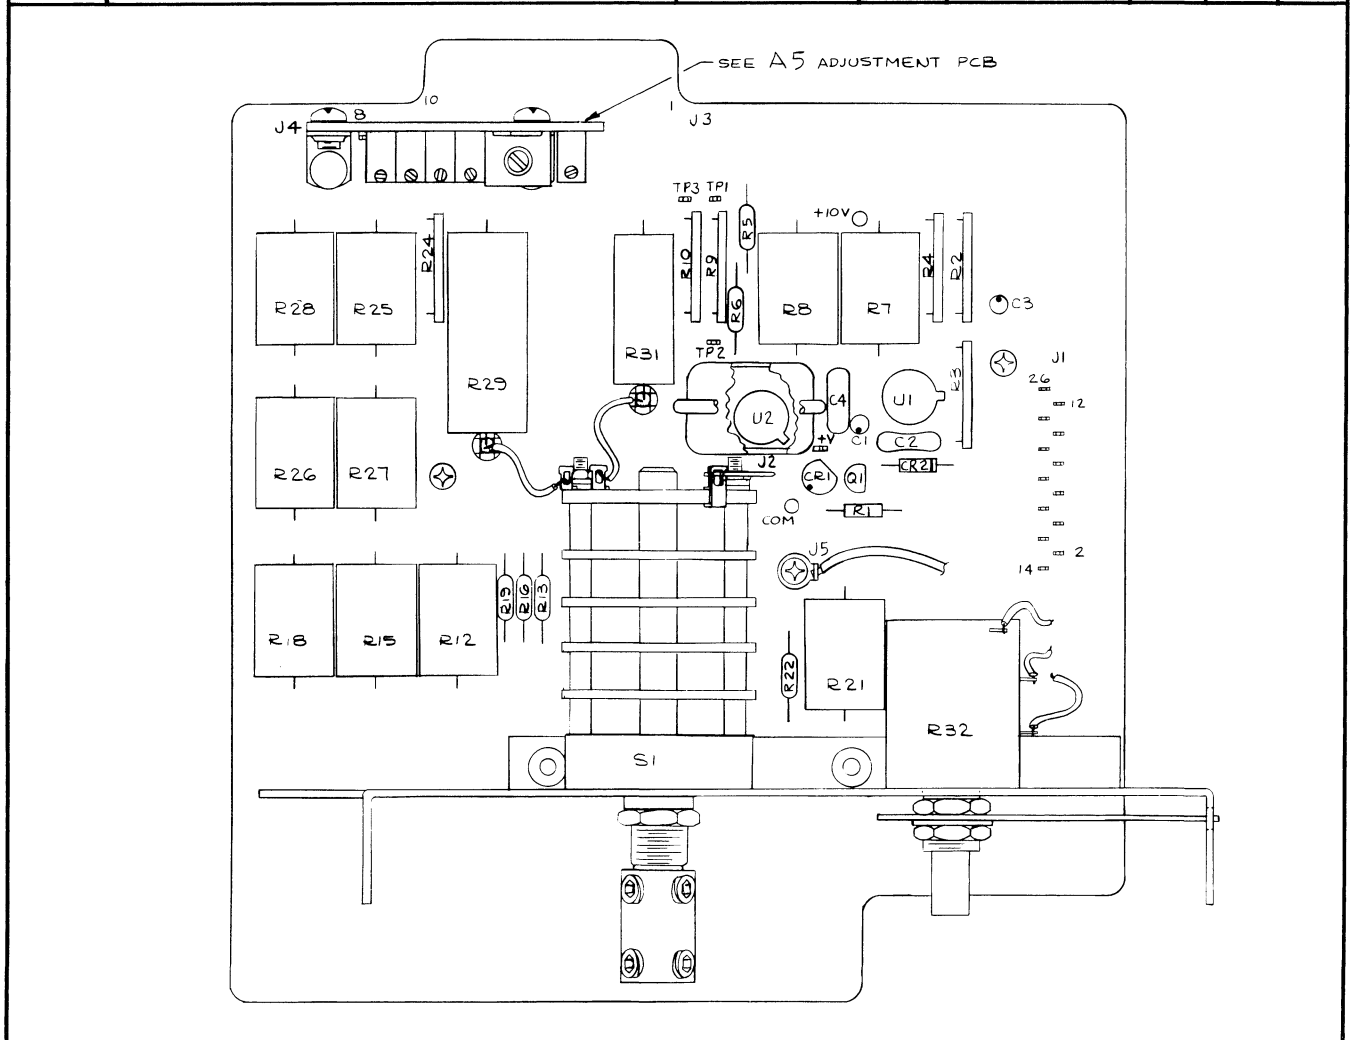 SEE A5 ADJUSTMENT PCB
10
1
J3
8
J4
TP3 TP1
+10V
R5
R24
R10
R9
R4
R2
R28
R25
R6
R8
R7
C3
R31
TP2
R29
R3
J1
26
12
C4
U1
U2
C1
C2
+V
J2
CR2
R26
R27
CR1
Q1
R1
COM
J5
2
14
R19
R16
R13
R18
R15
R12
R22
R21
R32
S1